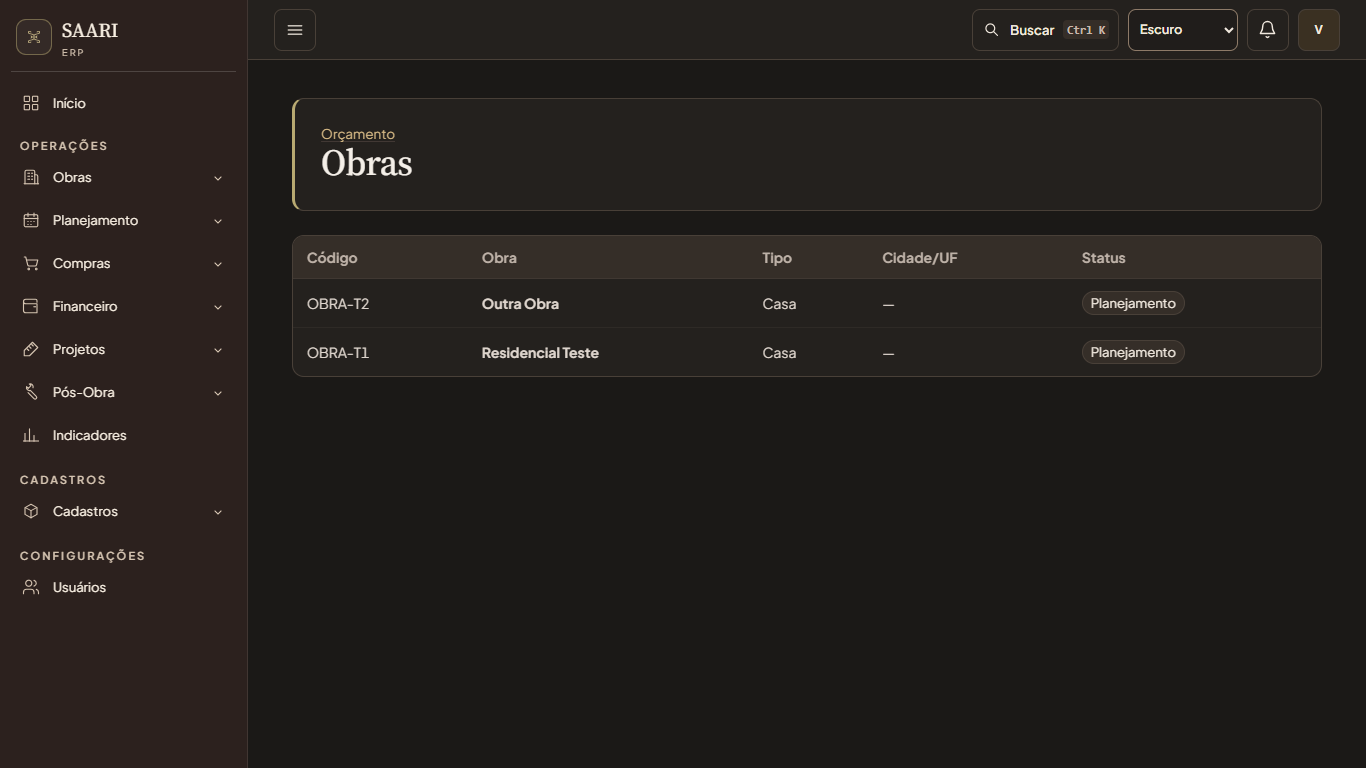 SAARI
ERP
Buscar Ctrl K
Escuro
V
Início
OPERAÇÕES
Obras
Planejamento
Compras
Financeiro
Projetos
Pós-Obra
Indicadores
CADASTROS
Cadastros
CONFIGURAÇÕES
Usuários
Orçamento
Obras
Código Obra Tipo Cidade/UF Status
OBRA-T2 Outra Obra Casa — Planejamento
OBRA-T1 Residencial Teste Casa — Planejamento